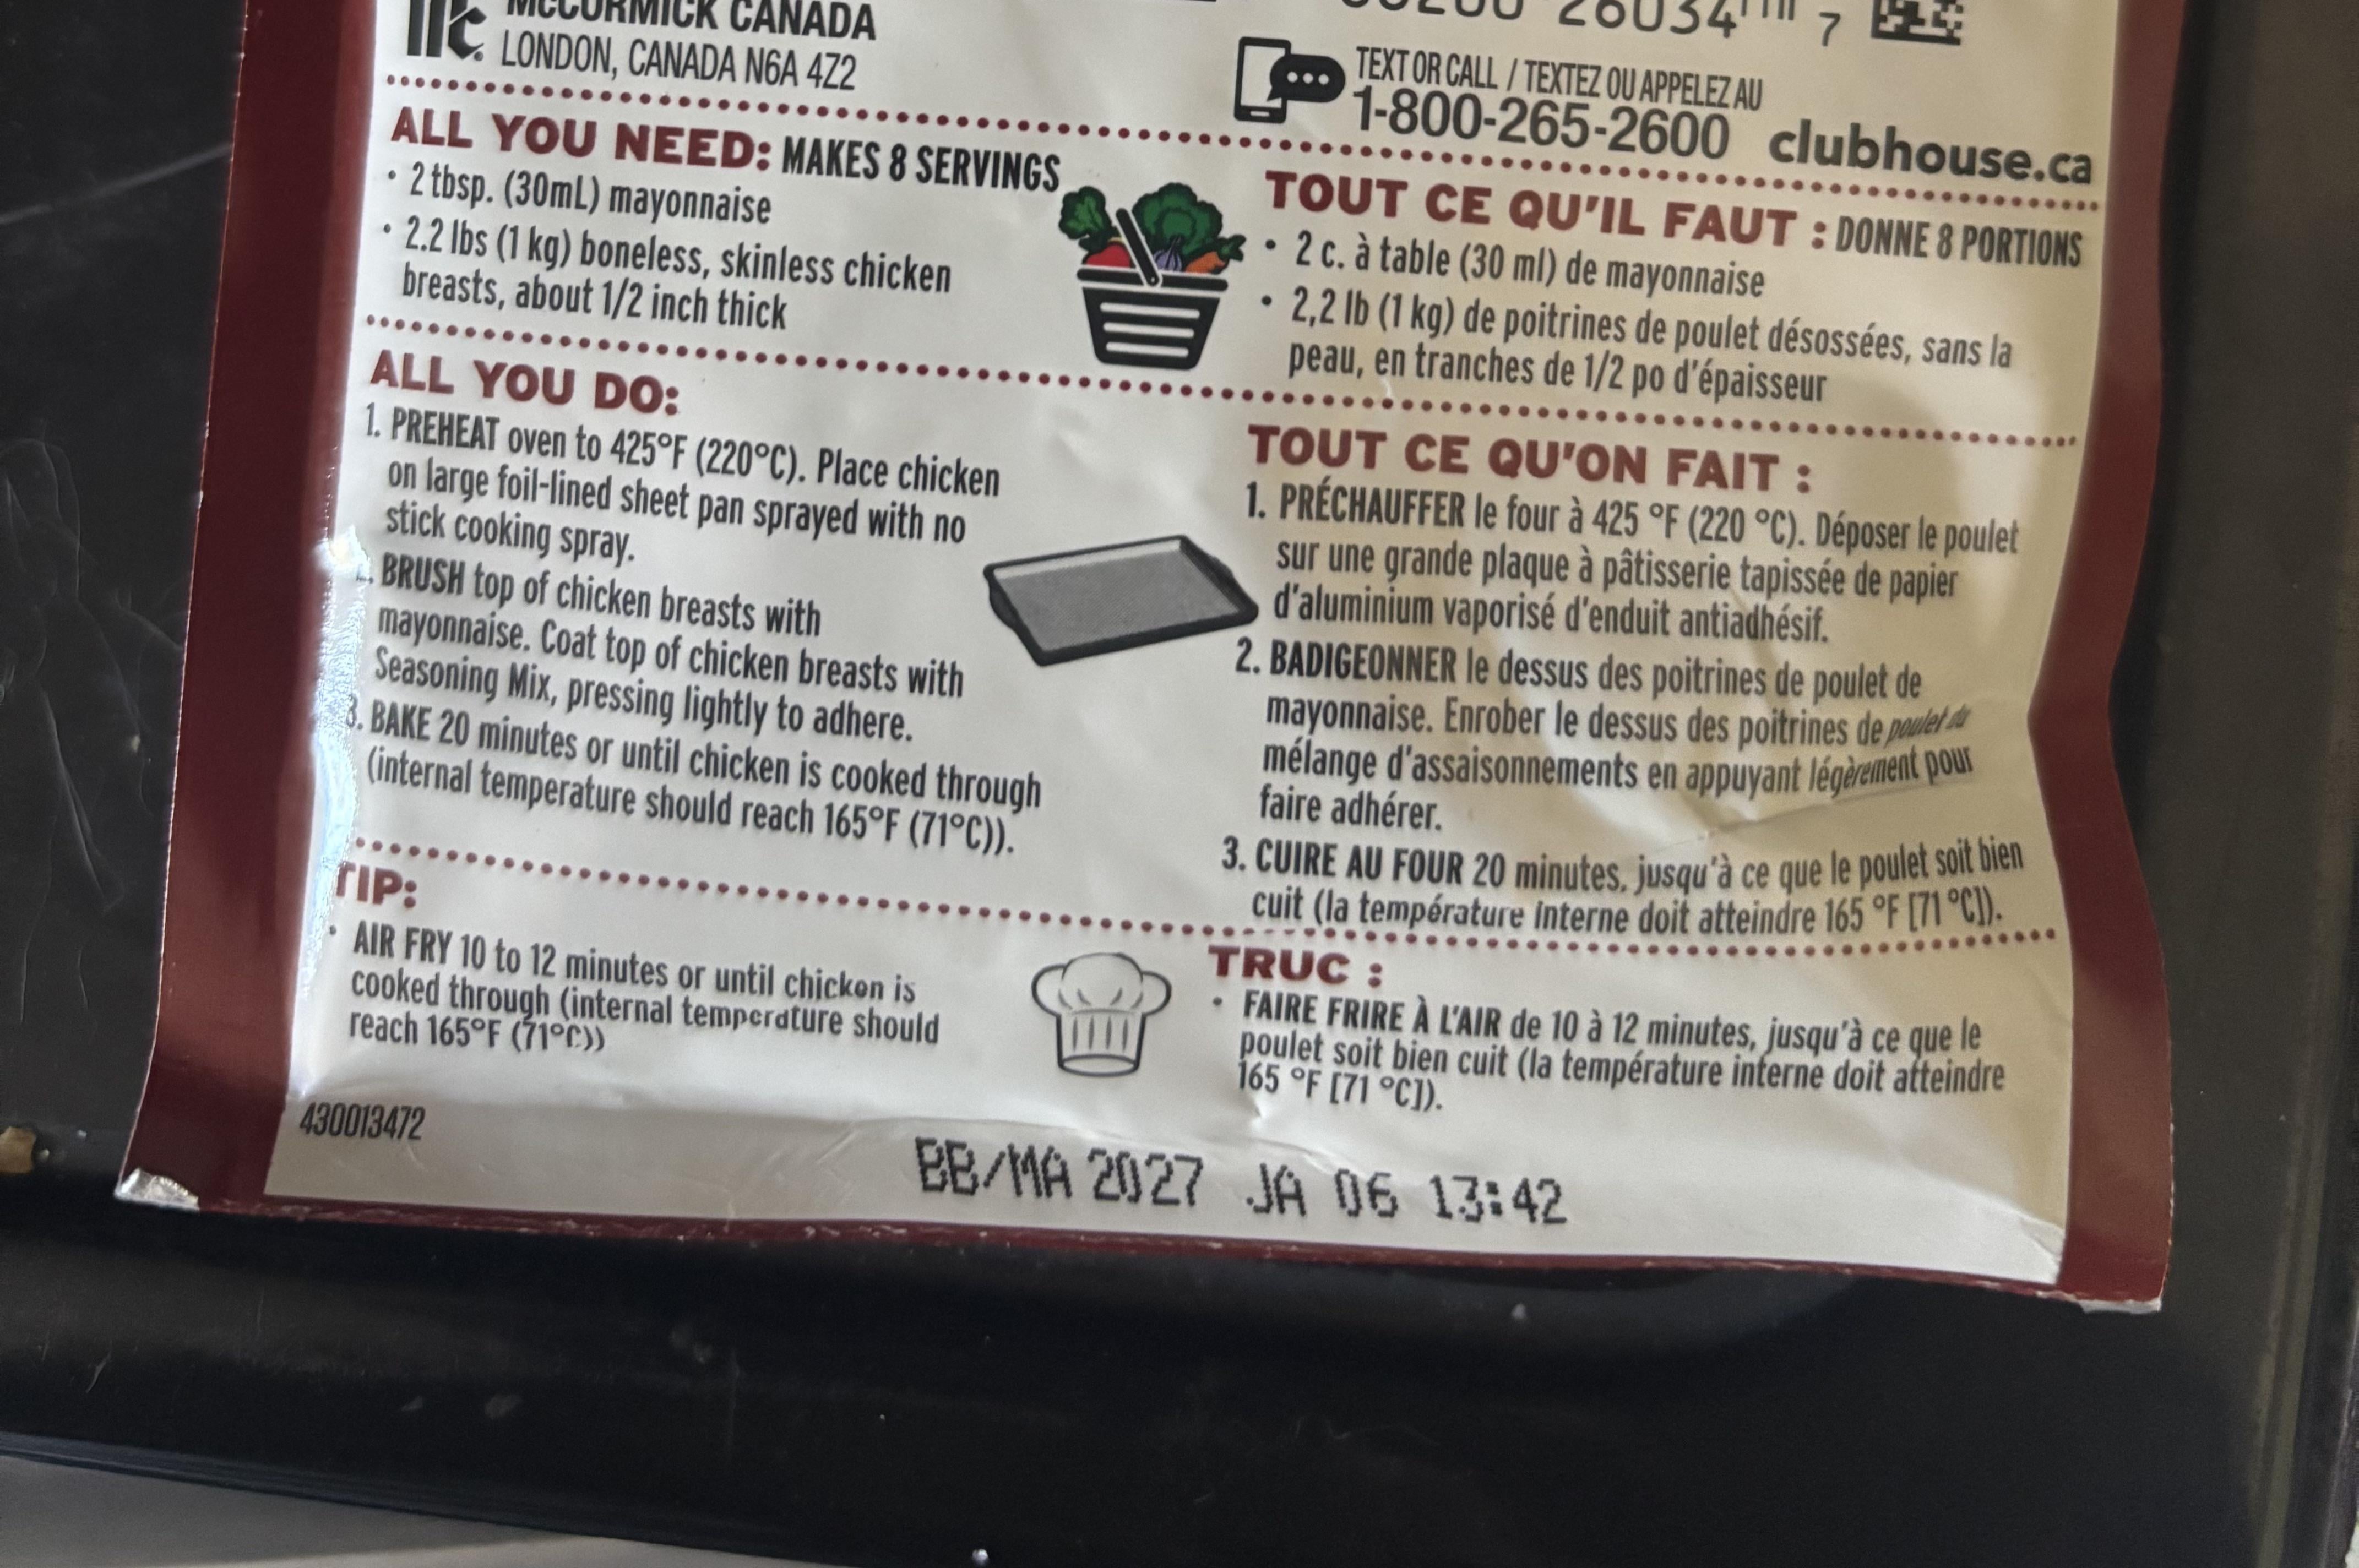 McCORMICK CANADA
LONDON, CANADA N6A 4Z2
26034 7
TEXT OR CALL / TEXTEZ OU APPELEZ AU
1-800-265-2600 clubhouse.ca
ALL YOU NEED: MAKES 8 SERVINGS
• 2 tbsp. (30mL) mayonnaise
• 2.2 lbs (1 kg) boneless, skinless chicken
breasts, about 1/2 inch thick
ALL YOU DO:
1. PREHEAT oven to 425°F (220°C). Place chicken
on large foil-lined sheet pan sprayed with no
stick cooking spray.
2. BRUSH top of chicken breasts with
mayonnaise. Coat top of chicken breasts with
Seasoning Mix, pressing lightly to adhere.
3. BAKE 20 minutes or until chicken is cooked through
(internal temperature should reach 165°F (71°C)).
TIP:
• AIR FRY 10 to 12 minutes or until chicken is
cooked through (internal temperature should
reach 165°F (71°C))
430013472
TOUT CE QU'IL FAUT : DONNE 8 PORTIONS
• 2 c. à table (30 ml) de mayonnaise
• 2,2 lb (1 kg) de poitrines de poulet désossées, sans la
peau, en tranches de 1/2 po d'épaisseur
TOUT CE QU'ON FAIT :
1. PRÉCHAUFFER le four à 425 °F (220 °C). Déposer le poulet
sur une grande plaque à pâtisserie tapissée de papier
d'aluminium vaporisé d'enduit antiadhésif.
2. BADIGEONNER le dessus des poitrines de poulet de
mayonnaise. Enrober le dessus des poitrines de poulet du
mélange d'assaisonnements en appuyant légèrement pour
faire adhérer.
3. CUIRE AU FOUR 20 minutes, jusqu'à ce que le poulet soit bien
cuit (la température interne doit atteindre 165 °F [71 °C]).
TRUC :
• FAIRE FRIRE À L'AIR de 10 à 12 minutes, jusqu'à ce que le
poulet soit bien cuit (la température interne doit atteindre
165 °F [71 °C]).
BB/MA 2027 JA 06 13:42